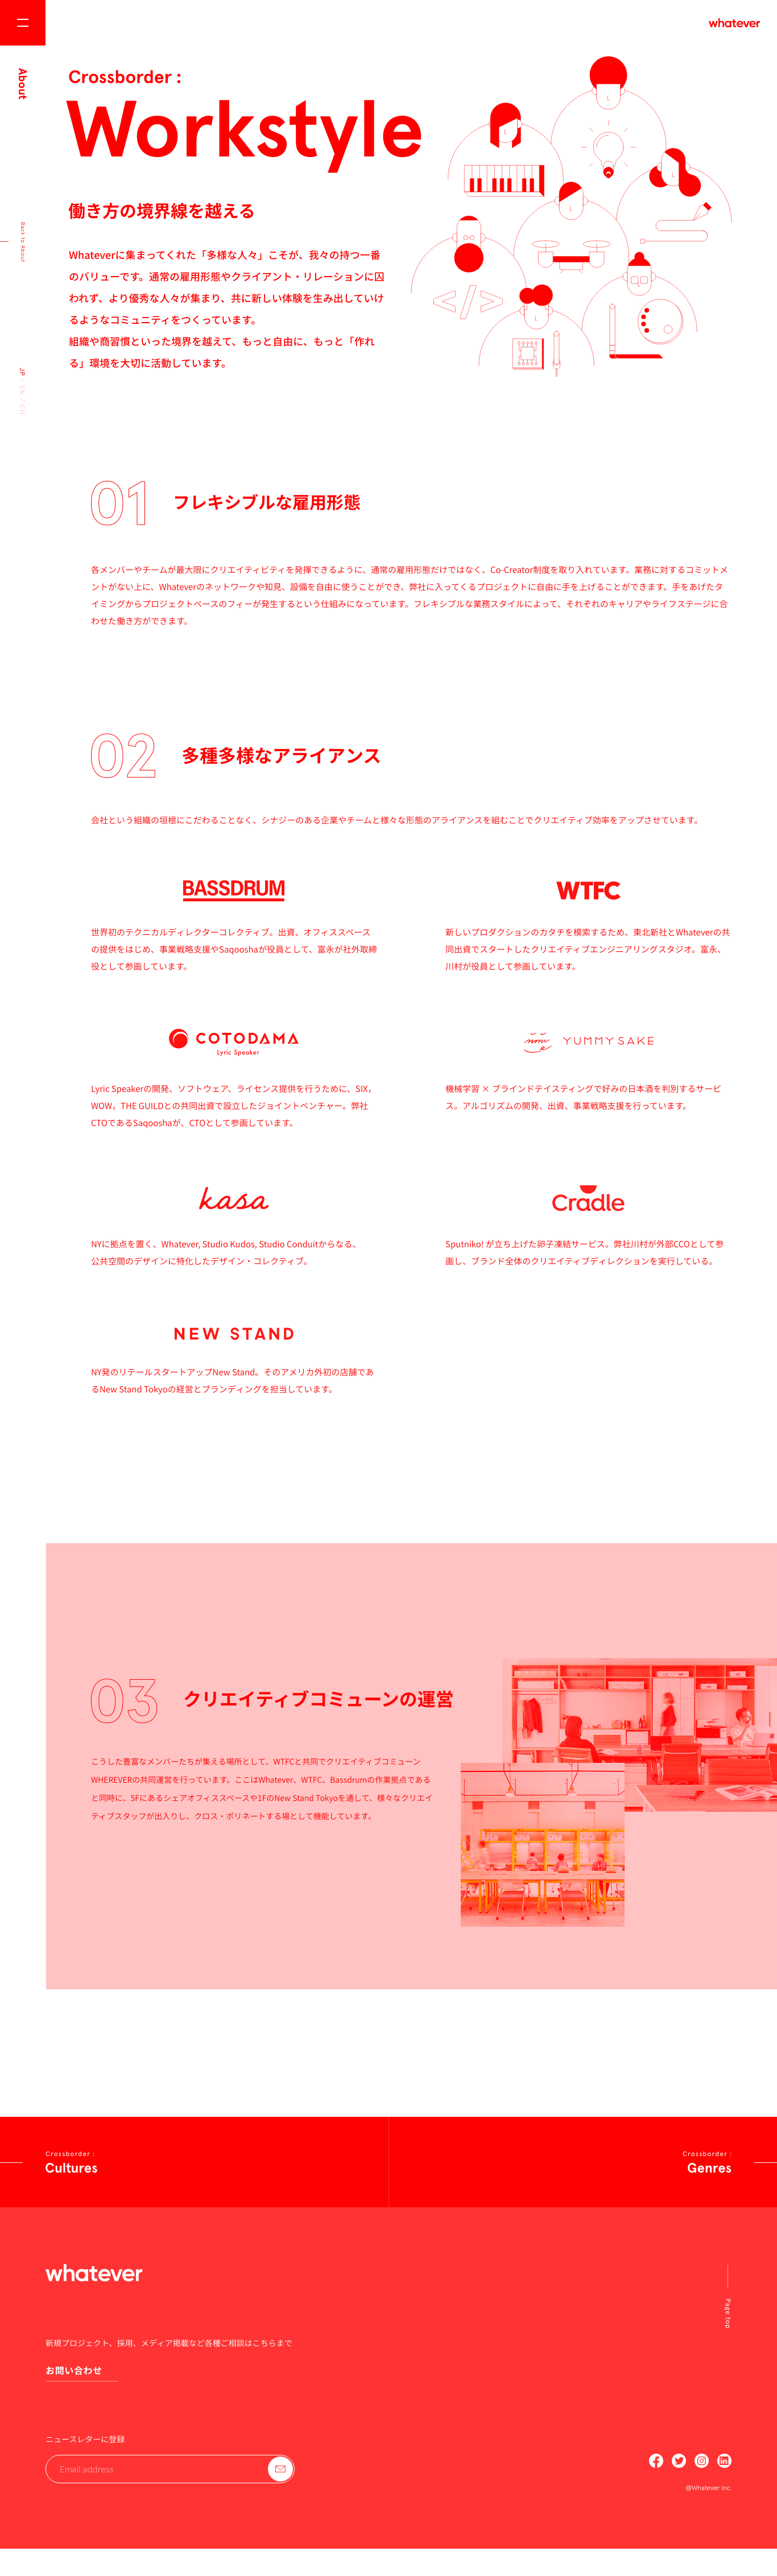 whatever
About
Back to About
JP / EN / CH
Crossborder :
Workstyle
働き方の境界線を越える
Whateverに集まってくれた「多様な人々」こそが、我々の持つ一番
のバリューです。通常の雇用形態やクライアント・リレーションに囚
われず、より優秀な人々が集まり、共に新しい体験を生み出していけ
るようなコミュニティをつくっています。
組織や商習慣といった境界を越えて、もっと自由に、もっと「作れ
る」環境を大切に活動しています。
</>
01
フレキシブルな雇用形態
各メンバーやチームが最大限にクリエイティビティを発揮できるように、通常の雇用形態だけではなく、Co-Creator制度を取り入れています。業務に対するコミットメ
ントがない上に、Whateverのネットワークや知見、設備を自由に使うことができ、弊社に入ってくるプロジェクトに自由に手を上げることができます。手をあげたタ
イミングからプロジェクトベースのフィーが発生するという仕組みになっています。フレキシブルな業務スタイルによって、それぞれのキャリアやライフステージに合
わせた働き方ができます。
02
多種多様なアライアンス
会社という組織の垣根にこだわることなく、シナジーのある企業やチームと様々な形態のアライアンスを組むことでクリエイティブ効率をアップさせています。
BASSDRUM
世界初のテクニカルディレクターコレクティブ。出資、オフィススペース
の提供をはじめ、事業戦略支援やSaqooshaが役員として、富永が社外取締
役として参画しています。
WTFC
新しいプロダクションのカタチを模索するため、東北新社とWhateverの共
同出資でスタートしたクリエイティブエンジニアリングスタジオ。富永、
川村が役員として参画しています。
COTODAMA
Lyric Speaker
Lyric Speakerの開発、ソフトウェア、ライセンス提供を行うために、SIX，
WOW，THE GUILDとの共同出資で設立したジョイントベンチャー。弊社
CTOであるSaqooshaが、CTOとして参画しています。
YUMMY SAKE
機械学習 × ブラインドテイスティングで好みの日本酒を判別するサービ
ス。アルゴリズムの開発、出資、事業戦略支援を行っています。
kasa
NYに拠点を置く、Whatever, Studio Kudos, Studio Conduitからなる、
公共空間のデザインに特化したデザイン・コレクティブ。
Cradle
Sputniko! が立ち上げた卵子凍結サービス。弊社川村が外部CCOとして参
画し、ブランド全体のクリエイティブディレクションを実行している。
NEW STAND
NY発のリテールスタートアップNew Stand。そのアメリカ外初の店舗であ
るNew Stand Tokyoの経営とブランディングを担当しています。
03
クリエイティブコミューンの運営
こうした豊富なメンバーたちが集える場所として、WTFCと共同でクリエイティブコミューン
WHEREVERの共同運営を行っています。ここはWhatever、WTFC、Bassdrumの作業拠点である
と同時に、5Fにあるシェアオフィススペースや1FのNew Stand Tokyoを通して、様々なクリエイ
ティブスタッフが出入りし、クロス・ポリネートする場として機能しています。
Crossborder :
Cultures
Crossborder :
Genres
whatever
Page top
新規プロジェクト、採用、メディア掲載など各種ご相談はこちらまで
お問い合わせ
ニュースレターに登録
Email address
@Whatever Inc.